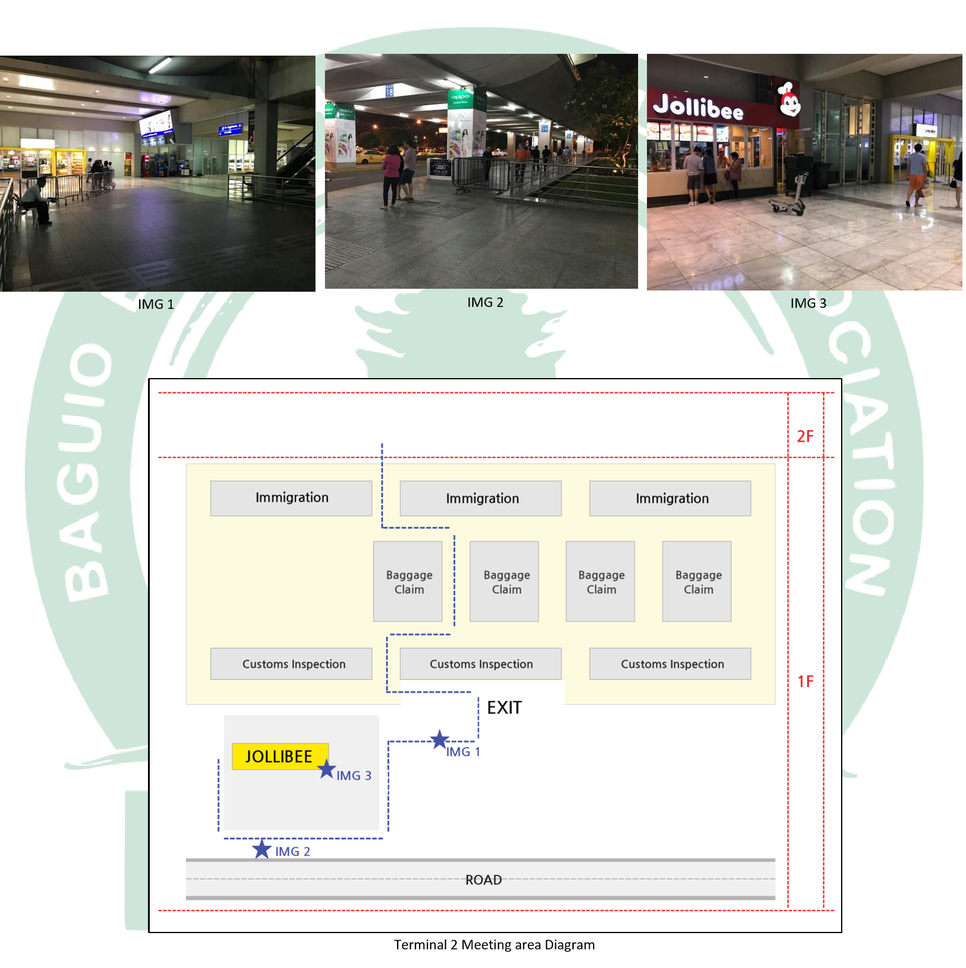 oppo
POLICE
Jollibee
IMG 1
IMG 2
IMG 3
BAGUIO
OCIATION
2F
Immigration
Immigration
Immigration
Baggage
Claim
Baggage
Claim
Baggage
Claim
Baggage
Claim
Customs Inspection
Customs Inspection
Customs Inspection
1F
EXIT
IMG 1
JOLLIBEE
IMG 3
IMG 2
ROAD
Terminal 2 Meeting area Diagram